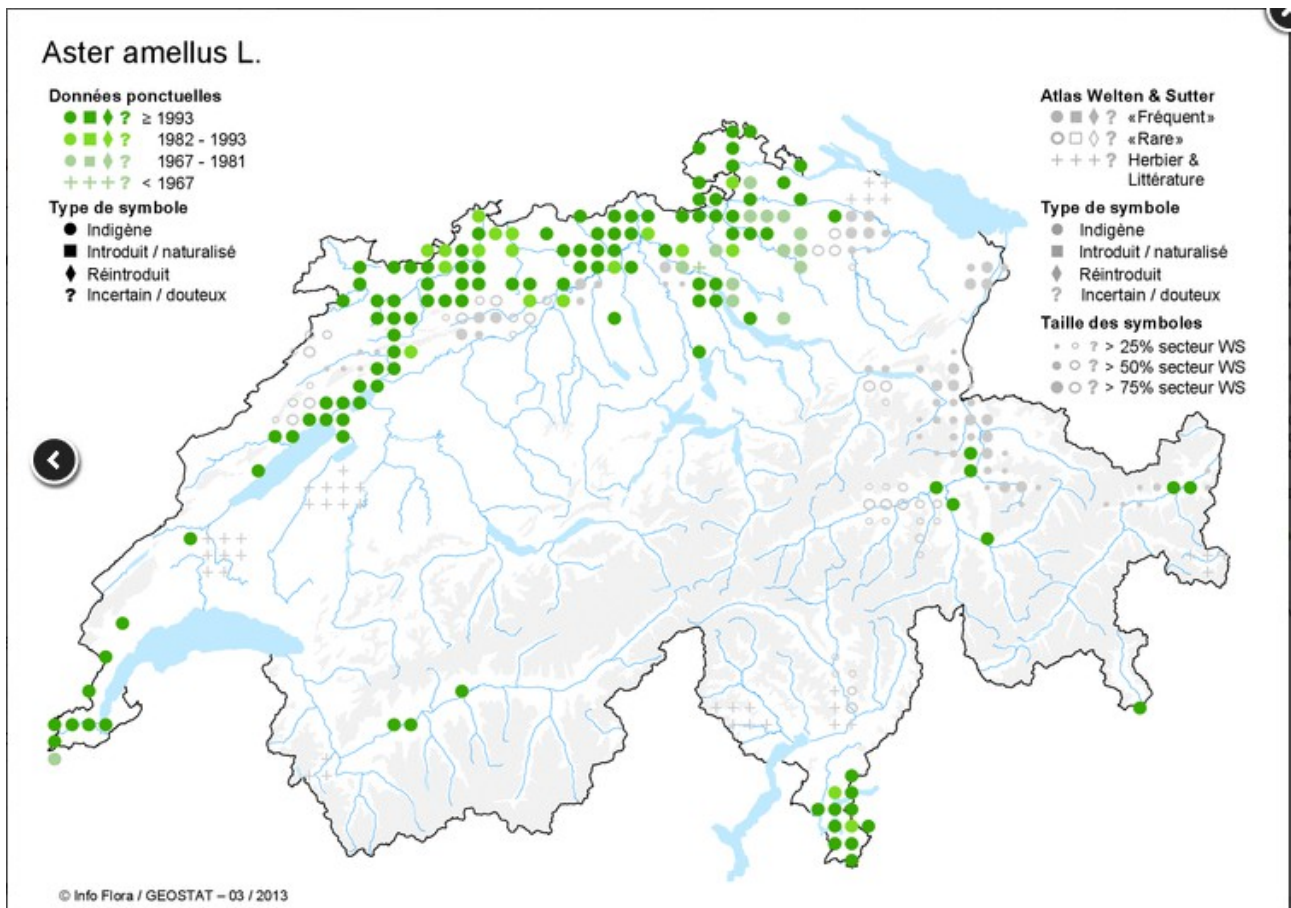 Aster amellus L.
Données ponctuelles
? ≥ 1993
? 1982 - 1993
? 1967 - 1981
+++? < 1967
Type de symbole
Indigène
Introduit / naturalisé
Réintroduit
? Incertain / douteux
Atlas Welten & Sutter
? «Fréquent»
? «Rare»
+++? Herbier &
Littérature
Type de symbole
Indigène
Introduit / naturalisé
Réintroduit
? Incertain / douteux
Taille des symboles
? > 25% secteur WS
? > 50% secteur WS
? > 75% secteur WS
© Info Flora / GEOSTAT – 03 / 2013